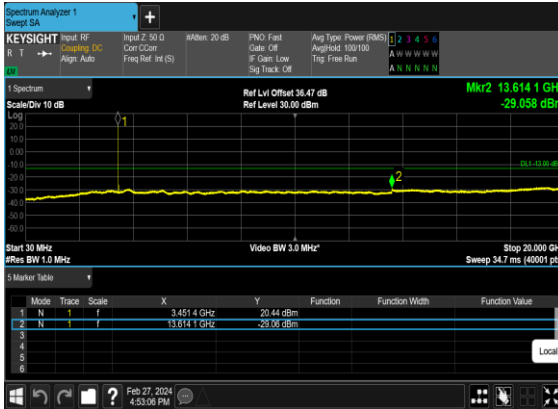 Spectrum Analyzer 1
Swept SA
+
KEYSIGHT Input: RF Input Z: 50 Ω #Atten: 20 dB PNO: Fast Avg Type: Power (RMS) 1 2 3 4 5 6
R T Coupling: DC Corr CCorr Gate: Off Avg|Hold: 100/100 A W W W W W
Align: Auto Freq Ref: Int (S) IF Gain: Low Trig: Free Run
Sig Track: Off A N N N N N
1 Spectrum Ref Lvl Offset 36.47 dB Mkr2 13.614 1 GH
Scale/Div 10 dB Ref Level 30.00 dBm -29.058 dB
Log
20.0
10.0
0.00
-10.0
-20.0
-30.0
-40.0
-50.0
-60.0
1
DL1 -13.00 dB
2
Start 30 MHz Video BW 3.0 MHz* Stop 20.000 GH
#Res BW 1.0 MHz Sweep 34.7 ms (40001 pt
5 Marker Table
Mode Trace Scale X Y Function Function Width Function Value
1 N 1 f 3.451 4 GHz 20.44 dBm
2 N 1 f 13.614 1 GHz -29.06 dBm
3
4
5
6
Local
? Feb 27, 2024
4:53:06 PM